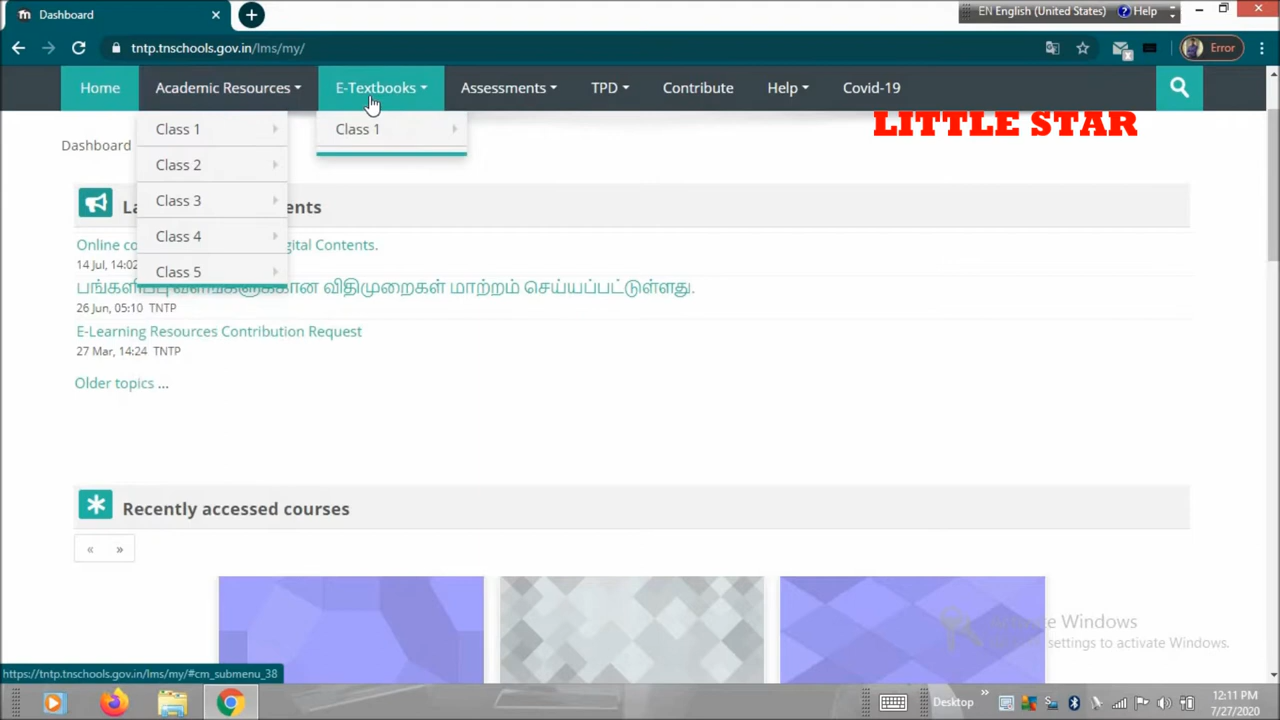 Dashboard
EN English (United States) Help
tntp.tnschools.gov.in/lms/my/
Error
Home Academic Resources E-Textbooks Assessments TPD Contribute Help Covid-19
LITTLE STAR
Class 1
Class 2
Class 3
Class 4
Class 5
Class 1
Dashboard
La ents
Online co gital Contents.
14 Jul, 14:02
விதிமுறைகள் மாற்றம் செய்யப்பட்டுள்ளது.
26 Jun, 05:10 TNTP
E-Learning Resources Contribution Request
27 Mar, 14:24 TNTP
Older topics ...
Recently accessed courses
« »
Activate Windows
settings to activate Windows.
https://tntp.tnschools.gov.in/lms/my/#cm_submenu_38
Desktop »
12:11 PM
7/27/2020